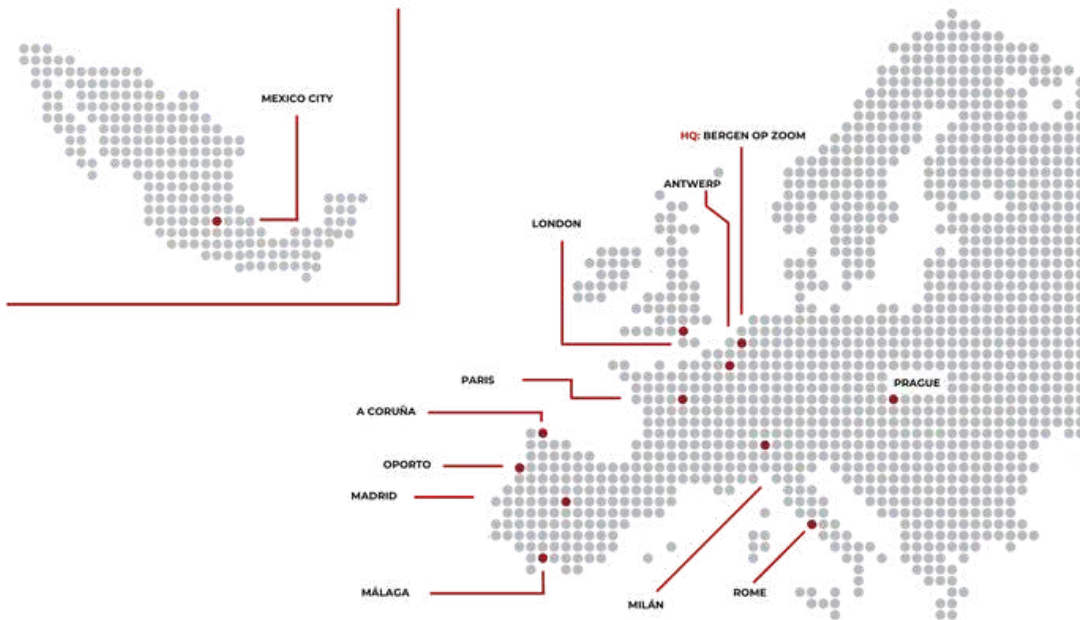 MEXICO CITY
HQ: BERGEN OP ZOOM
ANTWERP
LONDON
PARIS
PRAGUE
A CORUÑA
OPORTO
MADRID
MÁLAGA
MILÁN
ROME